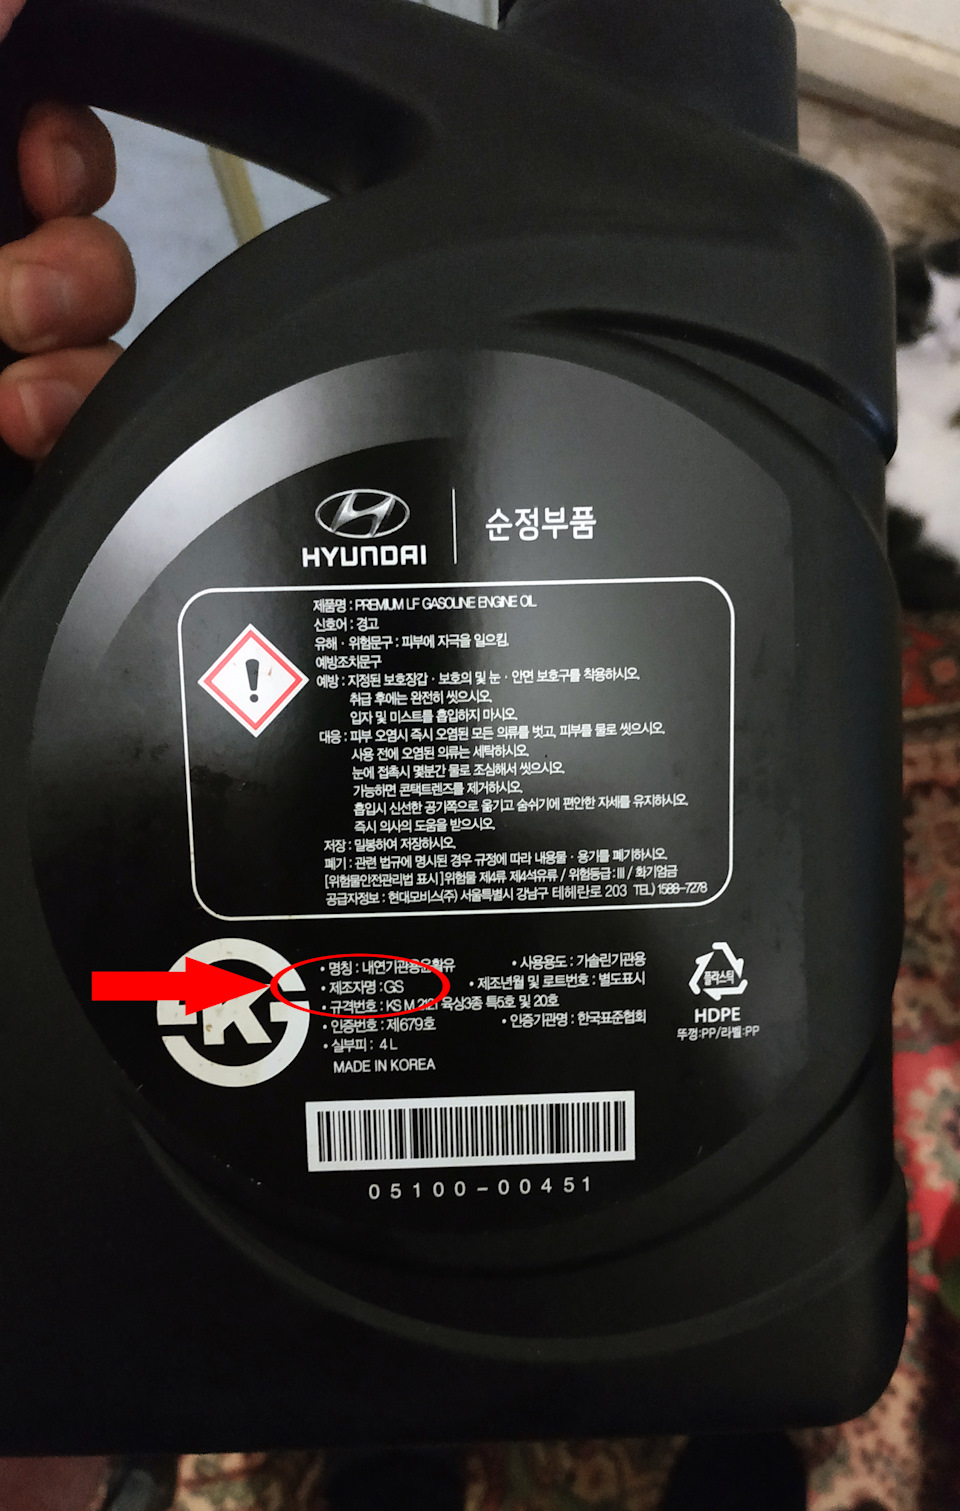 HYUNDAI
순정부품
제품명 : PREMIUM LF GASOLINE ENGINE OIL
신호어 : 경고
유해 · 위험문구 : 피부에 자극을 일으킴.
예방조치문구
예방 : 지정된 보호장갑 · 보호의 및 눈 · 안면 보호구를 착용하시오.
취급 후에는 완전히 씻으시오.
입자 및 미스트를 흡입하지 마시오.
대응 : 피부 오염시 즉시 오염된 모든 의류를 벗고, 피부를 물로 씻으시오.
사용 전에 오염된 의류는 세탁하시오.
눈에 접촉시 몇분간 물로 조심해서 씻으시오.
가능하면 콘택트렌즈를 제거하시오.
흡입시 신선한 공기쪽으로 옮기고 숨쉬기에 편안한 자세를 유지하시오.
즉시 의사의 도움을 받으시오.
저장 : 밀봉하여 저장하시오.
폐기 : 관련 법규에 명시된 경우 규정에 따라 내용물 · 용기를 폐기하시오.
[위험물안전관리법 표시]위험물 제4류 제4석유류 / 위험등급 : III / 화기엄금
공급자정보 : 현대모비스(주) 서울특별시 강남구 테헤란로 203 TEL) 1588-7278
• 명칭 : 내연기관용윤활유 • 사용용도 : 가솔린기관용
• 제조자명 : GS • 제조년월 및 로트번호 : 별도표시
• 규격번호 : KS M 2121 육상3종 특5호 및 20호
• 인증번호 : 제679호 • 인증기관명 : 한국표준협회
• 실부피 : 4L
MADE IN KOREA
플라스틱
HDPE
뚜껑:PP/라벨:PP
05100-00451